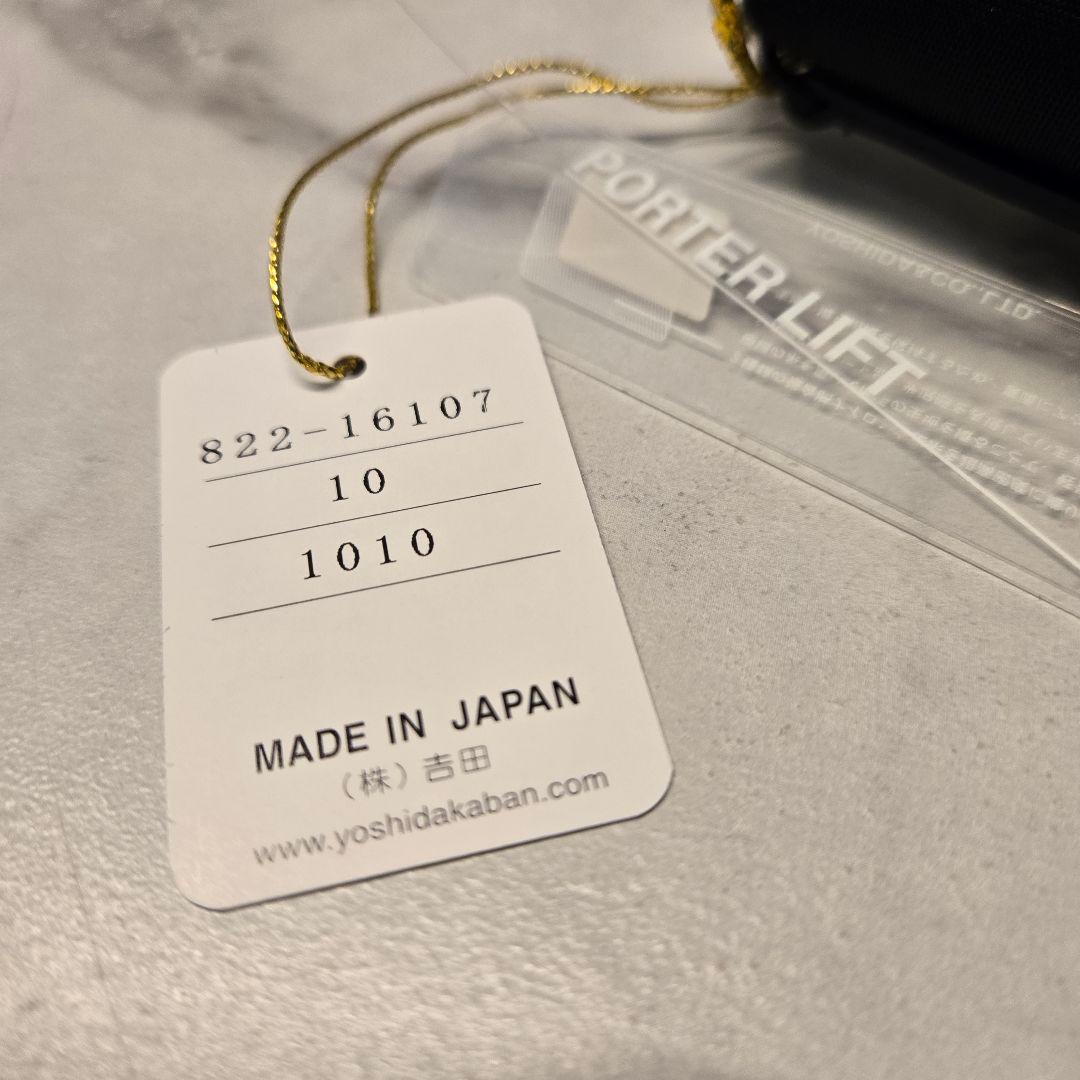 822-16107
10
1010
MADE IN JAPAN
(株)吉田
www.yoshidakaban.com
PORTER LIFT
YOSHIDA&CO.,LTD.